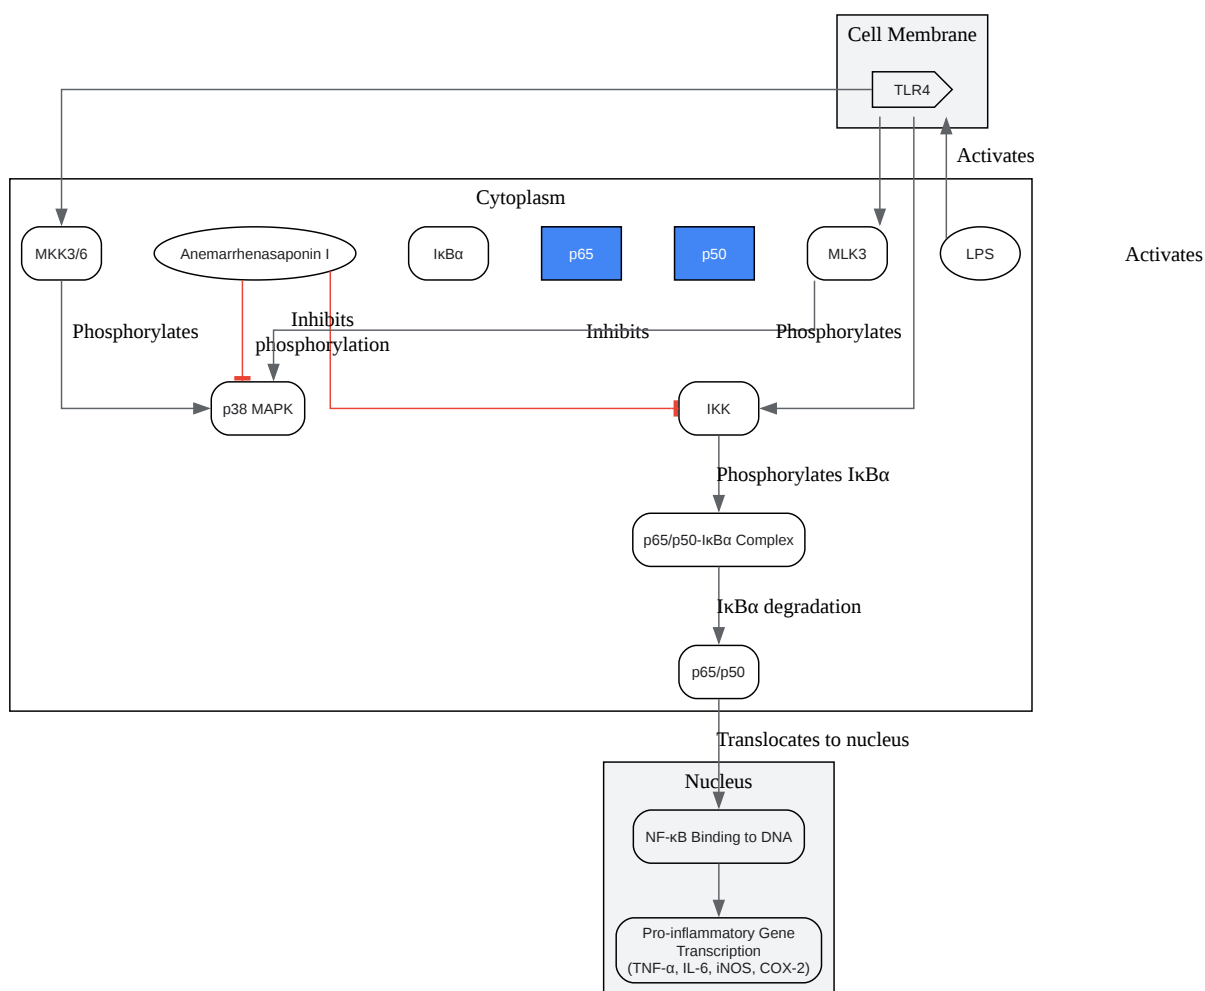 Cell Membrane
TLR4
Activates
Cytoplasm
MKK3/6
Anemarrhenasaponin I
IκBα
p65
p50
MLK3
LPS
Activates
Phosphorylates
Inhibits
phosphorylation
Inhibits
Phosphorylates
p38 MAPK
IKK
Phosphorylates IκBα
p65/p50-IκBα Complex
IκBα degradation
p65/p50
Translocates to nucleus
Nucleus
NF-κB Binding to DNA
Pro-inflammatory Gene
Transcription
(TNF-α, IL-6, iNOS, COX-2)